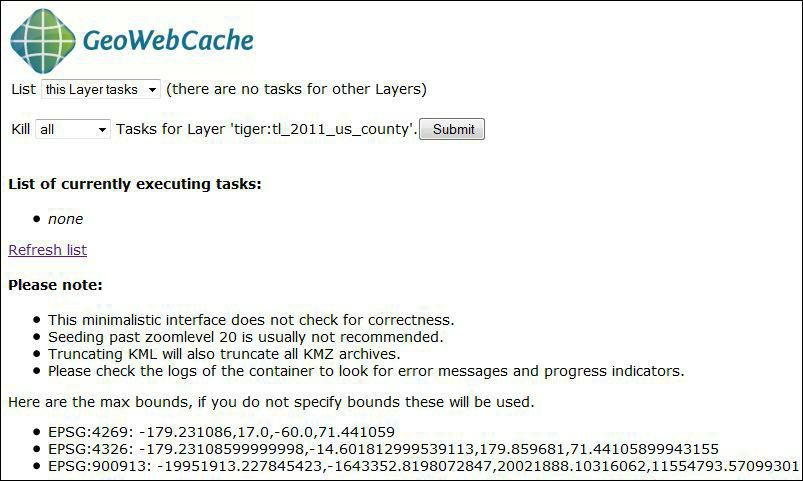 GeoWebCache
List this Layer tasks (there are no tasks for other Layers)
Kill all Tasks for Layer 'tiger:tl_2011_us_county'. Submit
List of currently executing tasks:
• none
Refresh list
Please note:
• This minimalistic interface does not check for correctness.
• Seeding past zoomlevel 20 is usually not recommended.
• Truncating KML will also truncate all KMZ archives.
• Please check the logs of the container to look for error messages and progress indicators.
Here are the max bounds, if you do not specify bounds these will be used.
• EPSG:4269: -179.231086,17.0,-60.0,71.441059
• EPSG:4326: -179.23108599999998,-14.601812999539113,179.859681,71.44105899943155
• EPSG:900913: -19951913.227845423,-1643352.8198072847,20021888.10316062,11554793.57099301